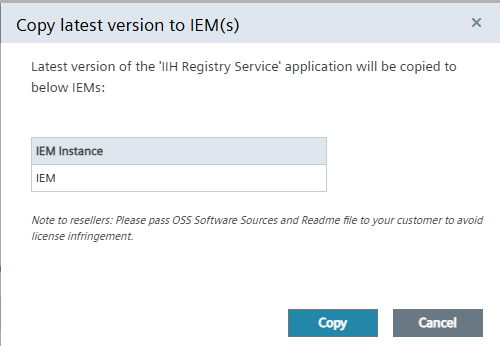 Copy latest version to IEM(s)
×
Latest version of the 'IIH Registry Service' application will be copied to
below IEMs:
IEM Instance
IEM
Note to resellers: Please pass OSS Software Sources and Readme file to your customer to avoid
license infringement.
Copy Cancel